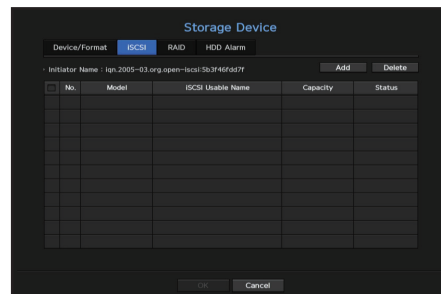 Storage Device
Device/Format iSCSI RAID HDD Alarm
· Initiator Name : iqn.2005-03.org.open-iscsi:5b3f46fdd7f Add Delete
No. Model iSCSI Usable Name Capacity Status
OK Cancel